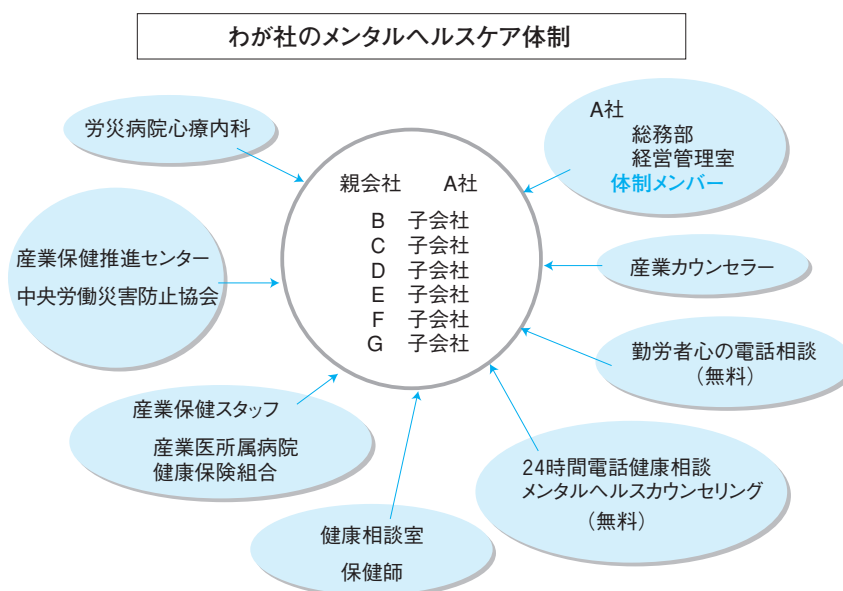 わが社のメンタルヘルスケア体制
労災病院心療内科
A社
総務部
経営管理室
体制メンバー
親会社 A社
B 子会社
C 子会社
D 子会社
E 子会社
F 子会社
G 子会社
産業保健推進センター
中央労働災害防止協会
産業カウンセラー
勤労者心の電話相談
（無料）
産業保健スタッフ
産業医所属病院
健康保険組合
24時間電話健康相談
メンタルヘルスカウンセリング
（無料）
健康相談室
保健師